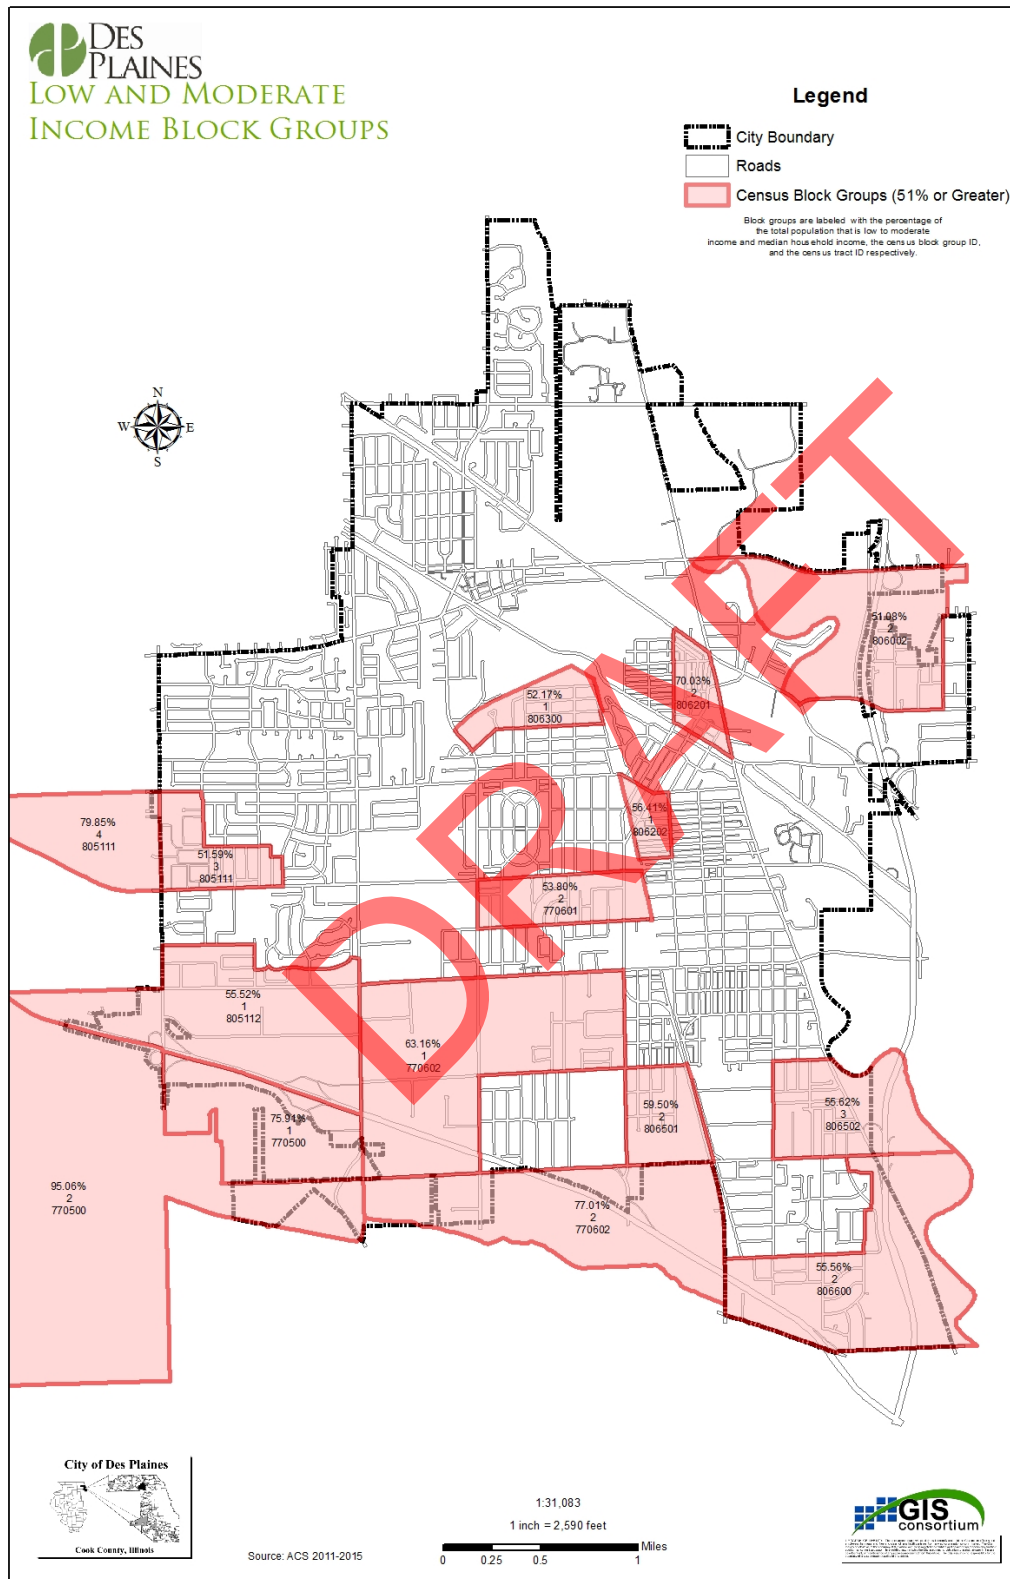 DES
PLAINES
LOW AND MODERATE
INCOME BLOCK GROUPS
Legend
City Boundary
Roads
Census Block Groups (51% or Greater)
Block groups are labeled with the percentage of
the total population that is low to moderate
income and median household income, the census block group ID,
and the census tract ID respectively.
N
W
E
S
DRAFT
51.08%
2
806002
70.03%
2
806201
52.17%
1
806300
56.41%
1
806202
79.85%
4
805111
51.59%
3
805111
53.80%
2
770601
55.52%
1
805112
63.16%
1
770602
59.50%
2
806501
55.62%
3
806502
75.91%
1
770500
95.06%
2
770500
77.01%
2
770602
55.56%
2
806600
City of Des Plaines
Cook County, Illinois
Source: ACS 2011-2015
1:31,083
1 inch = 2,590 feet
Miles
0 0.25 0.5 1
GIS
consortium